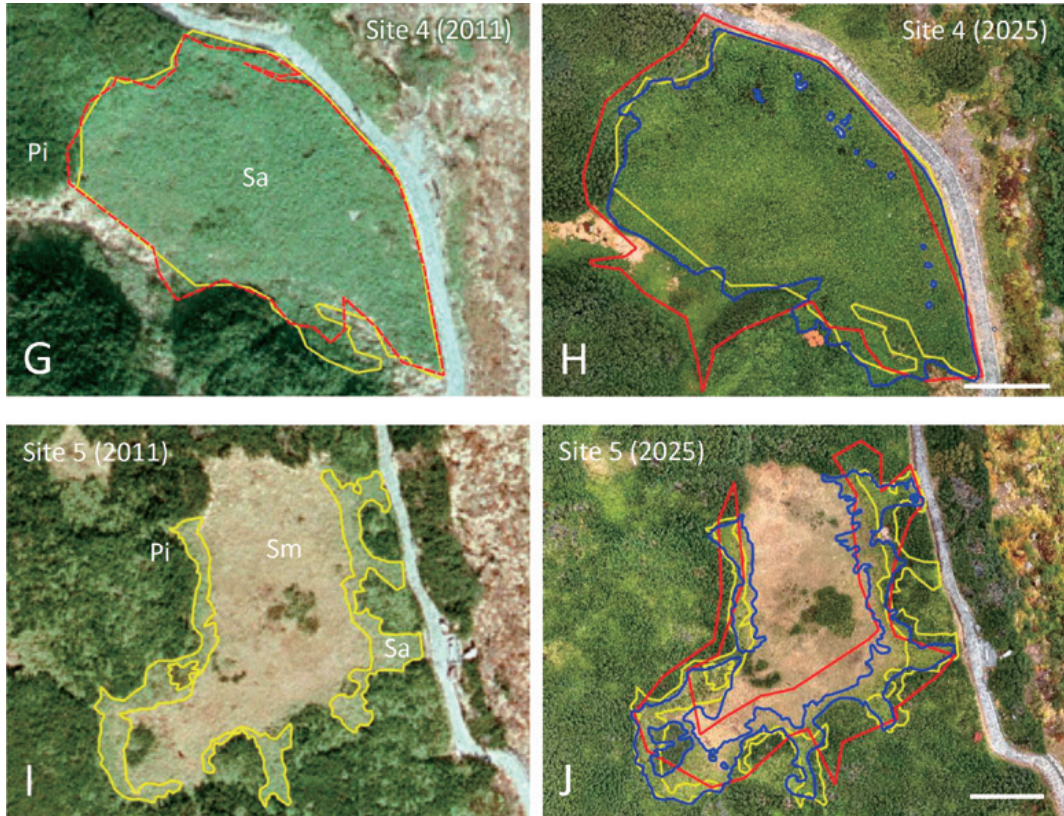 Site 4 (2011)
Pi
Sa
G
Site 4 (2025)
H
Site 5 (2011)
Pi
Sm
Sa
I
Site 5 (2025)
J